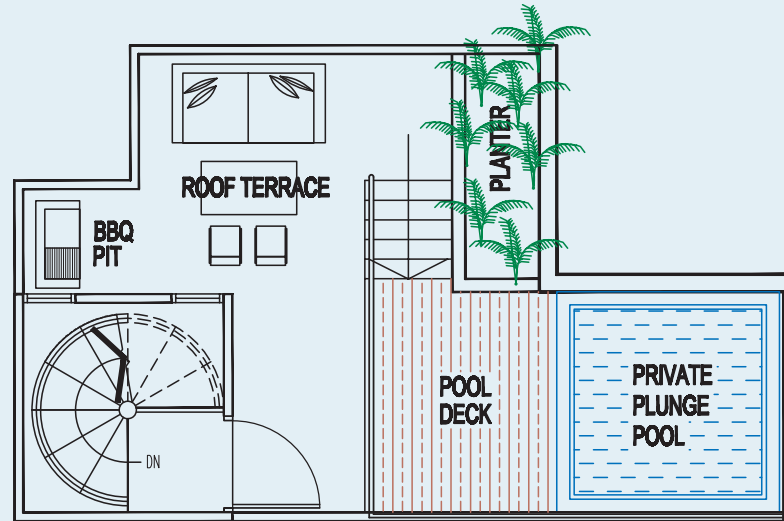 ROOF TERRACE
PLANTER
BBQ
PIT
POOL
DECK
PRIVATE
PLUNGE
POOL
DN